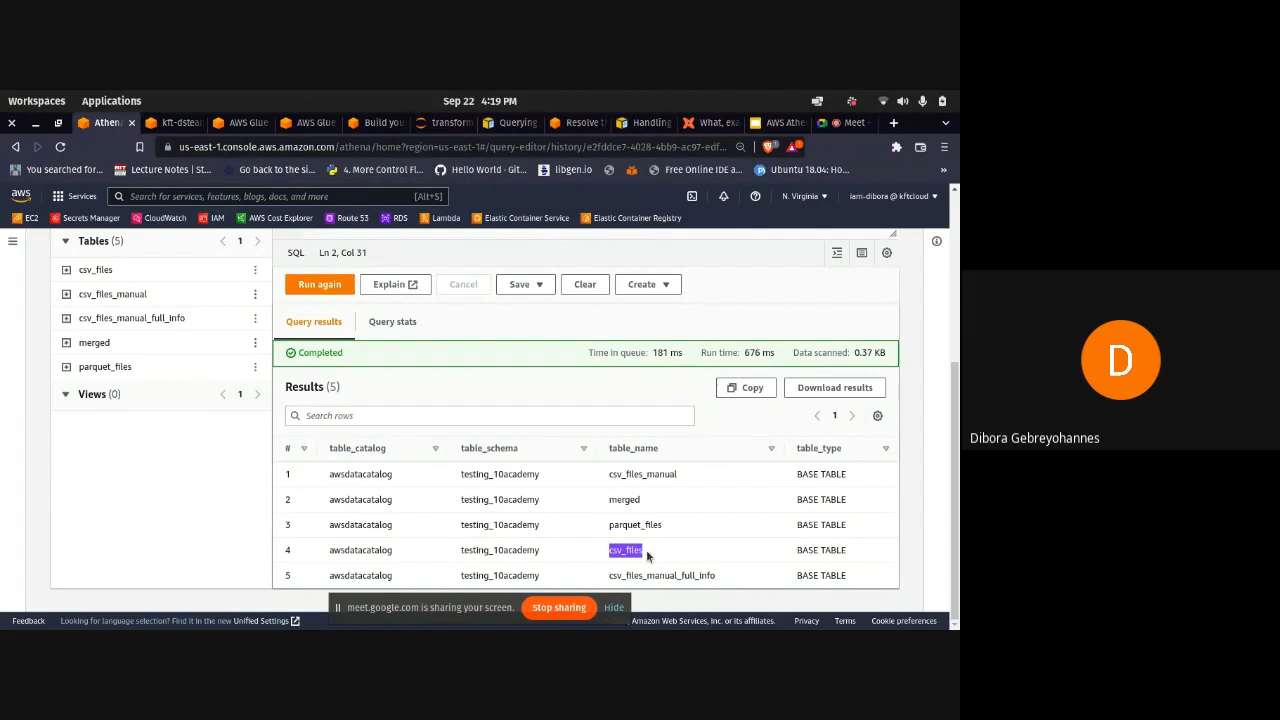 Workspaces Applications Sep 22 4:19 PM
Athen kft-dstean AWS Glue AWS Glue Build you transform Querying Resolve t Handling What, exa AWS Athe Meet -
us-east-1.console.aws.amazon.com/athena/home?region=us-east-1#/query-editor/history/e2fddce7-4028-4bb9-ac97-edf...
You searched for... Lecture Notes | St... Go back to the si... 4. More Control Fl... Hello World · Git... libgen.io Free Online IDE a... Ubuntu 18.04: Ho... »
aws Services Search for services, features, blogs, docs, and more [Alt+S] N. Virginia iam-dibora @ kftcloud
EC2 Secrets Manager CloudWatch IAM AWS Cost Explorer Route 53 RDS Lambda Elastic Container Service Elastic Container Registry
Tables (5) 1
csv_files
csv_files_manual
csv_files_manual_full_info
merged
parquet_files
Views (0) 1
SQL Ln 2, Col 31
Run again Explain Cancel Save Clear Create
Query results Query stats
Completed Time in queue: 181 ms Run time: 676 ms Data scanned: 0.37 KB
Results (5) Copy Download results
Search rows 1
# table_catalog table_schema table_name table_type
1 awsdatacatalog testing_10academy csv_files_manual BASE TABLE
2 awsdatacatalog testing_10academy merged BASE TABLE
3 awsdatacatalog testing_10academy parquet_files BASE TABLE
4 awsdatacatalog testing_10academy csv_files BASE TABLE
5 awsdatacatalog testing_10academy csv_files_manual_full_info BASE TABLE
meet.google.com is sharing your screen. Stop sharing Hide
Feedback Looking for language selection? Find it in the new Unified Settings , Amazon Web Services, Inc. or its affiliates. Privacy Terms Cookie preferences
D
Dibora Gebreyohannes